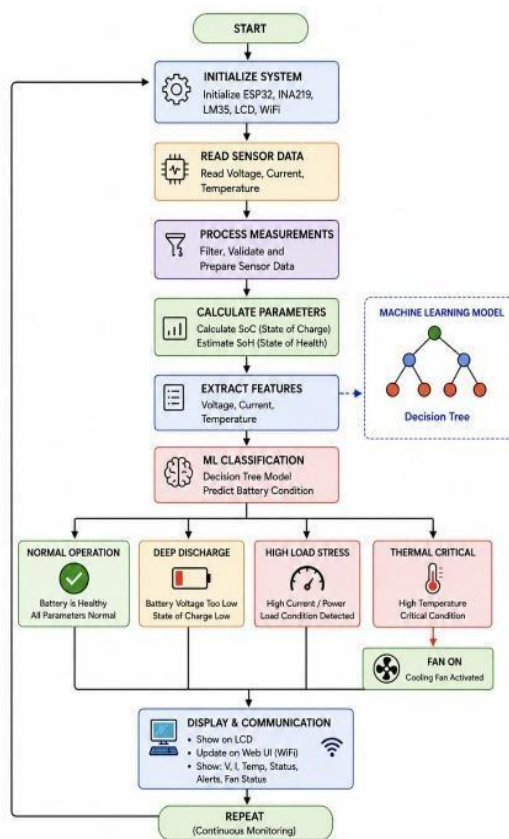 START
INITIALIZE SYSTEM
Initialize ESP32, INA219,
LM35, LCD, WiFi
READ SENSOR DATA
Read Voltage, Current,
Temperature
PROCESS MEASUREMENTS
Filter, Validate and
Prepare Sensor Data
CALCULATE PARAMETERS
Calculate SoC (State of Charge)
Estimate SoH (State of Health)
MACHINE LEARNING MODEL
Decision Tree
EXTRACT FEATURES
Voltage, Current,
Temperature
ML CLASSIFICATION
Decision Tree Model
Predict Battery Condition
NORMAL OPERATION
Battery is Healthy
All Parameters Normal
DEEP DISCHARGE
Battery Voltage Too Low
State of Charge Low
HIGH LOAD STRESS
High Current / Power
Load Condition Detected
THERMAL CRITICAL
High Temperature
Critical Condition
FAN ON
Cooling Fan Activated
DISPLAY & COMMUNICATION
• Show on LCD
• Update on Web UI (WiFi)
• Show: V, I, Temp, Status,
Alerts, Fan Status
REPEAT
(Continuous Monitoring)